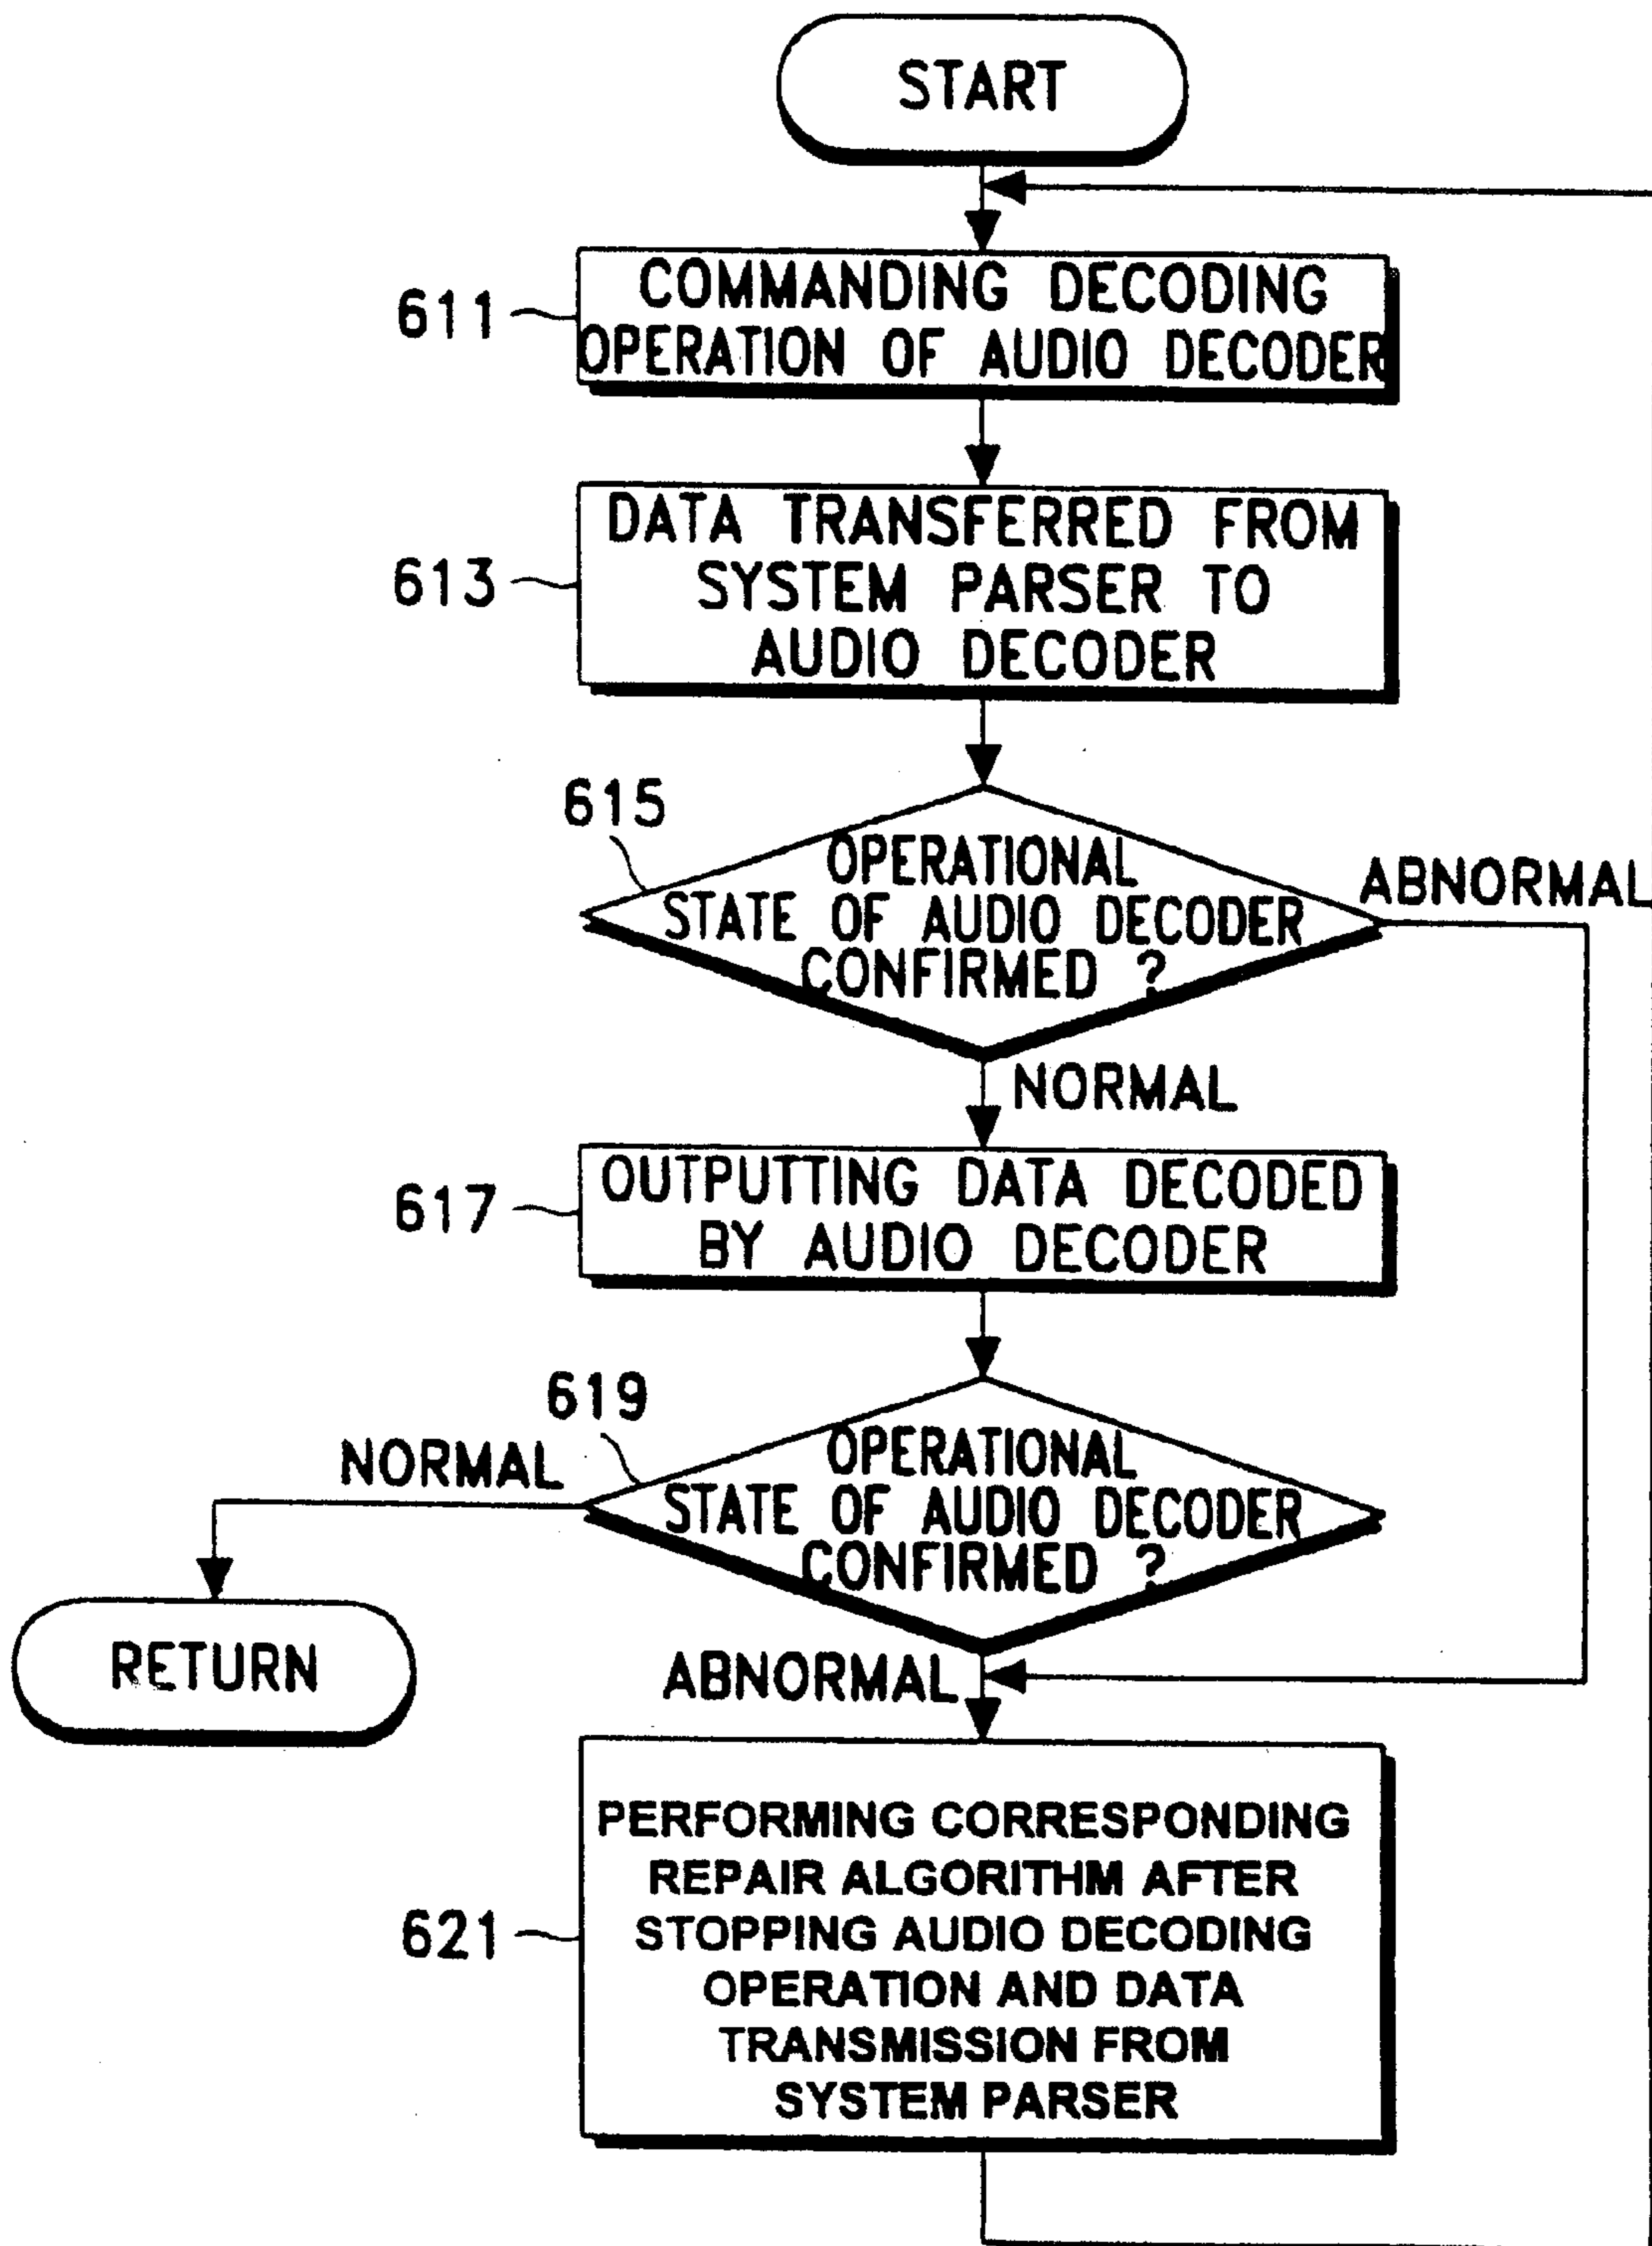 START
611
COMMANDING DECODING
OPERATION OF AUDIO DECODER
613
DATA TRANSFERRED FROM
SYSTEM PARSER TO
AUDIO DECODER
615
OPERATIONAL
STATE OF AUDIO DECODER
CONFIRMED ?
ABNORMAL
NORMAL
617
OUTPUTTING DATA DECODED
BY AUDIO DECODER
619
NORMAL
OPERATIONAL
STATE OF AUDIO DECODER
CONFIRMED ?
RETURN
ABNORMAL
621
PERFORMING CORRESPONDING
REPAIR ALGORITHM AFTER
STOPPING AUDIO DECODING
OPERATION AND DATA
TRANSMISSION FROM
SYSTEM PARSER